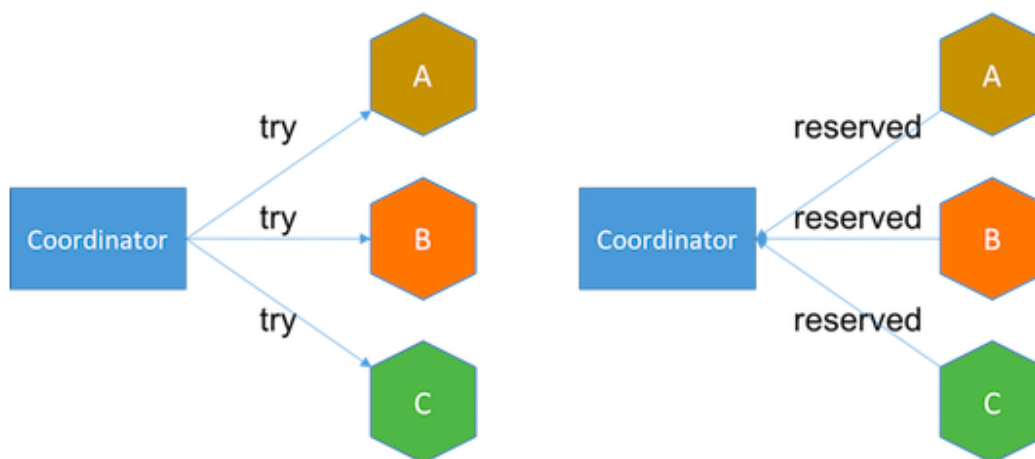 A
try
Coordinator
try
B
try
C
A
reserved
Coordinator
reserved
B
reserved
C